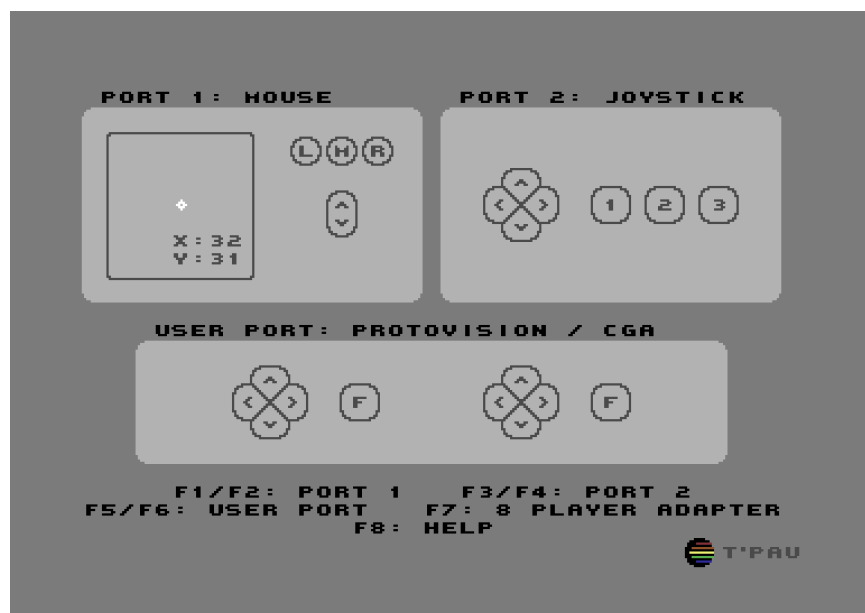 PORT 1: MOUSE
PORT 2: JOYSTICK
L M R
X:32
Y:31
1 2 3
USER PORT: PROTOVISION / CGA
F F
F1/F2: PORT 1 F3/F4: PORT 2
F5/F6: USER PORT F7: 8 PLAYER ADAPTER
F8: HELP
T'PAU